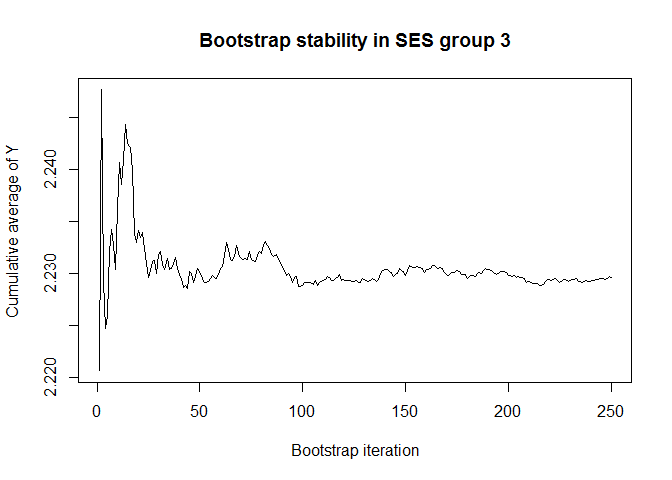 Bootstrap stability in SES group 3
Cumulative average of Y
2.240
2.230
2.220
0 50 100 150 200 250
Bootstrap iteration